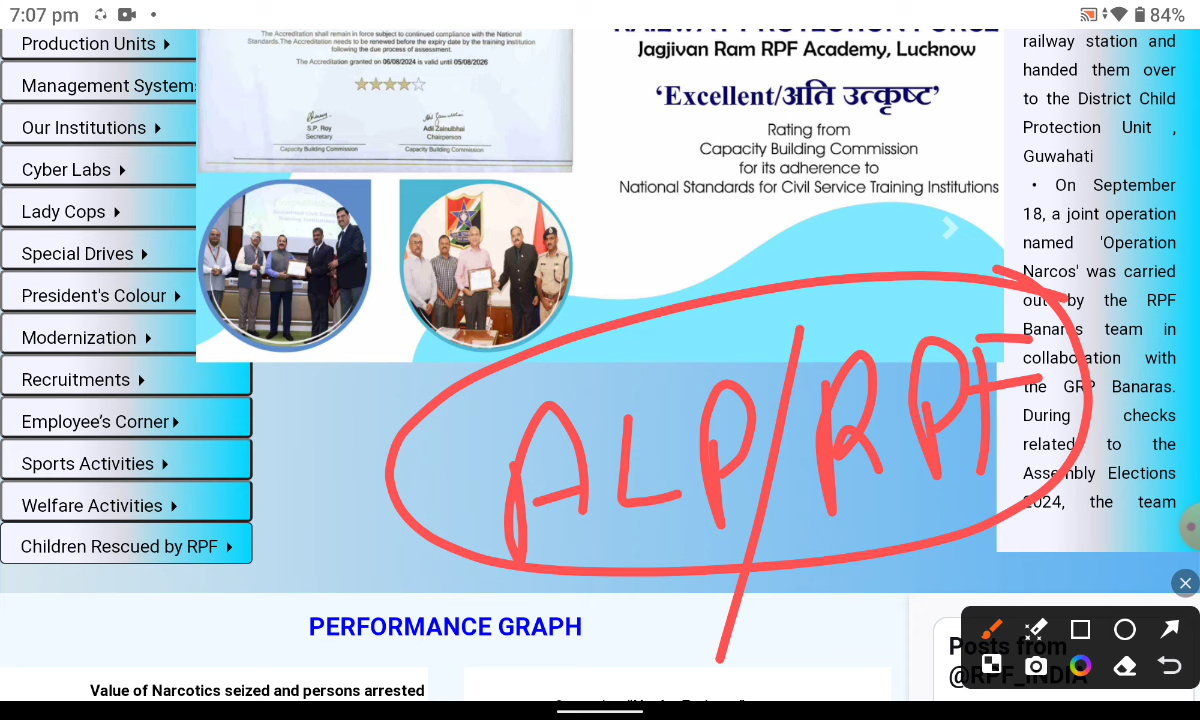 7:07 pm
84%
Production Units
Management Systems
Our Institutions
Cyber Labs
Lady Cops
Special Drives
President's Colour
Modernization
Recruitments
Employee’s Corner
Sports Activities
Welfare Activities
Children Rescued by RPF
The Accreditation shall remain in force subject to continued compliance with the National
Standards.The Accreditation needs to be renewed before the expiry date by the training institution
following the due process of assessment.
The Accreditation granted on 06/08/2024 is valid until 05/08/2026
S.P. Roy
Secretary
Capacity Building Commission
Adil Zainulbhai
Chairperson
Capacity Building Commission
RAILWAY PROTECTION FORCE
Jagjivan Ram RPF Academy, Lucknow
‘Excellent/अति उत्कृष्ट’
Rating from
Capacity Building Commission
for its adherence to
National Standards for Civil Service Training Institutions
railway station and
handed them over
to the District Child
Protection Unit ,
Guwahati
• On September
18, a joint operation
named 'Operation
Narcos' was carried
out by the RPF
Banaras team in
collaboration with
the GRP Banaras.
During checks
related to the
Assembly Elections
2024, the team
ALP/RPF
PERFORMANCE GRAPH
Value of Narcotics seized and persons arrested
Posts from
@RPF_INDIA